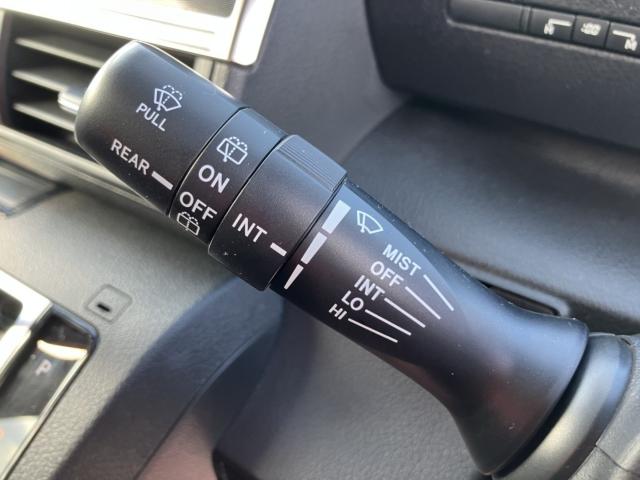 PULL
REAR
ON
OFF
INT
MIST
OFF
INT
LO
HI
P